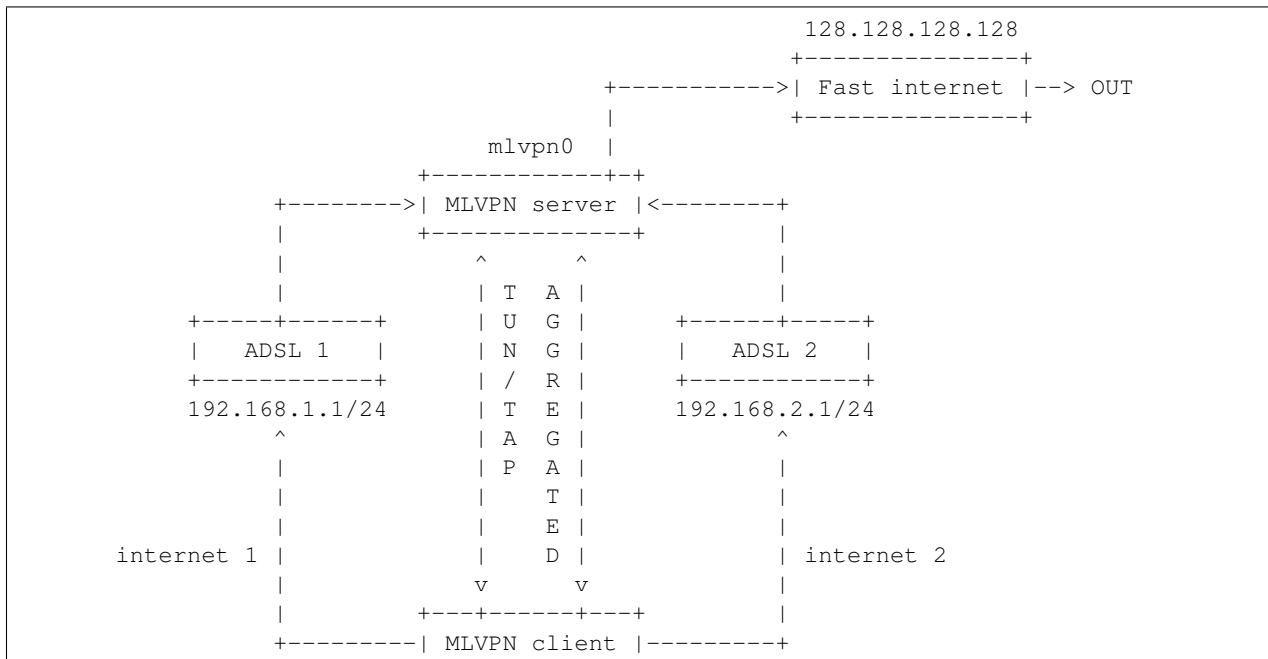 128.128.128.128
+---------------+
+----------->| Fast internet |--> OUT
| +---------------+
mlvpn0 |
+------------+-+
+-------->| MLVPN server |<--------+
| +--------------+ |
| ^ ^ |
| | T A | |
+-----+------+ | U G | +------+-----+
| ADSL 1 | | N G | | ADSL 2 |
+------------+ | / R | +------------+
192.168.1.1/24 | T E | 192.168.2.1/24
^ | A G | ^
| | P A | |
| | T | |
| | E | |
internet 1 | | D | | internet 2
| v v |
| +---+------+---+ |
+---------| MLVPN client |---------+